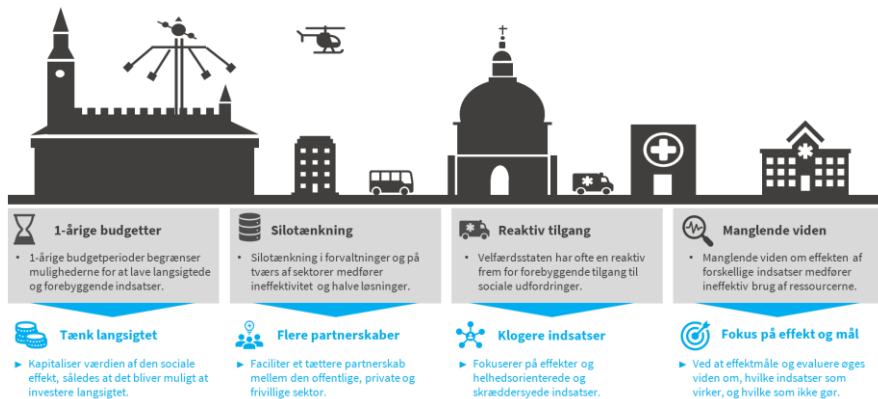 1-årige budgetter
• 1-årige budgetperioder begrænser
mulighederne for at lave langsigtede
og forebyggende indsatser.
Silotænkning
• Silotænkning i forvaltninger og på
tværs af sektorer medfører
ineffektivitet og halve løsninger.
Reaktiv tilgang
• Velfærdsstaten har ofte en reaktiv
frem for forebyggende tilgang til
sociale udfordringer.
Manglende viden
• Manglende viden om effekten af
forskellige indsatser medfører
ineffektiv brug af ressourcerne.
Tænk langsigtet
► Kapitaliser værdien af den sociale
effekt, således at det bliver muligt at
investere langsigtet.
Flere partnerskaber
► Faciliter et tættere partnerskab
mellem den offentlige, private og
frivillige sektor.
Klogere indsatser
► Fokuserer på effekter og
helhedsorienterede og
skræddersyede indsatser.
Fokus på effekt og mål
► Ved at effektmåle og evaluere øges
viden om, hvilke indsatser som
virker, og hvilke som ikke gør.